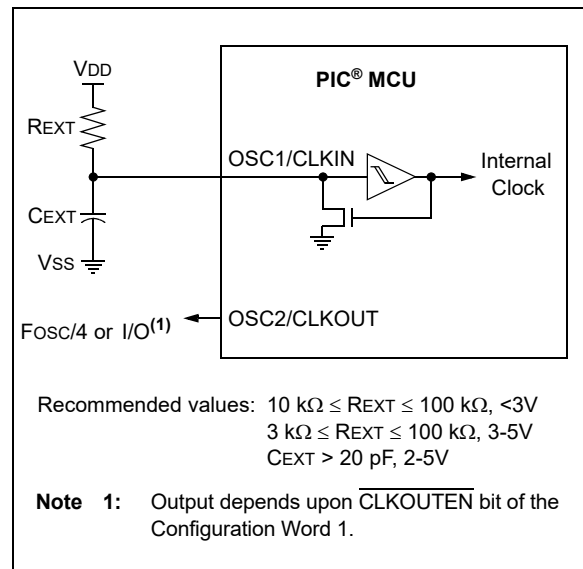 VDD
PIC® MCU
REXT
OSC1/CLKIN
Internal
Clock
CEXT
VSS
OSC2/CLKOUT
FOSC/4 or I/O(1)
Recommended values: 10 kΩ ≤ REXT ≤ 100 kΩ, <3V
3 kΩ ≤ REXT ≤ 100 kΩ, 3-5V
CEXT > 20 pF, 2-5V
Note 1: Output depends upon CLKOUTEN bit of the
Configuration Word 1.